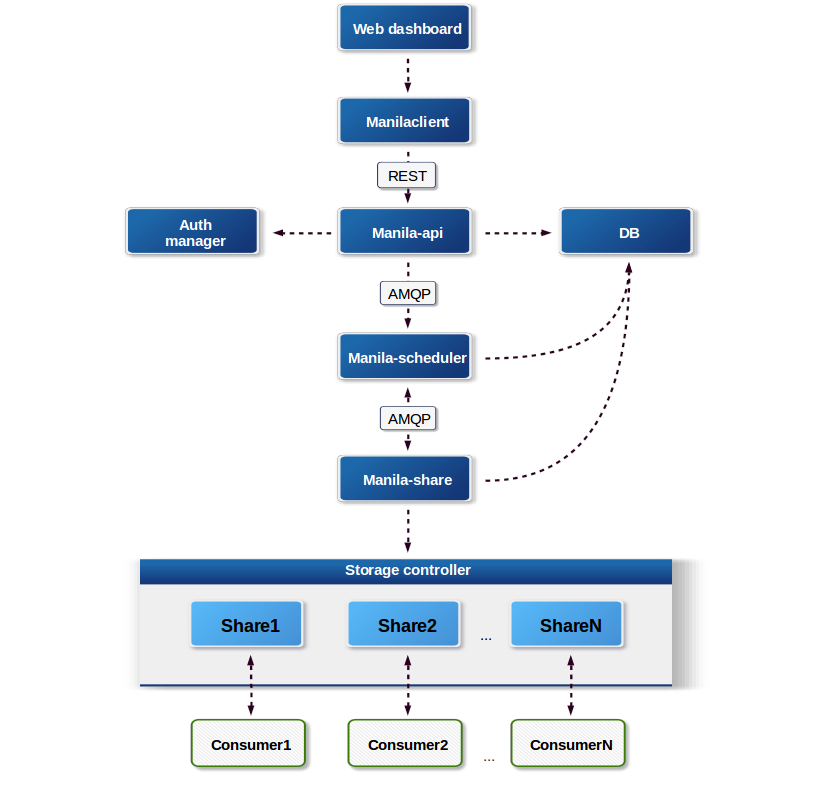 Web dashboard
Manilaclient
REST
Auth
manager
Manila-api
DB
AMQP
Manila-scheduler
AMQP
Manila-share
Storage controller
Share1
Share2
...
ShareN
Consumer1
Consumer2
...
ConsumerN